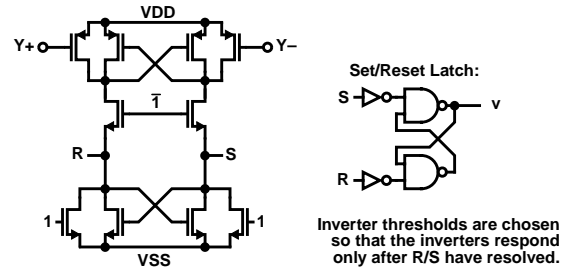 VDD
Y+
Y–
1̅
R
S
1
1
VSS
Set/Reset Latch:
S
v
R
Inverter thresholds are chosen
so that the inverters respond
only after R/S have resolved.